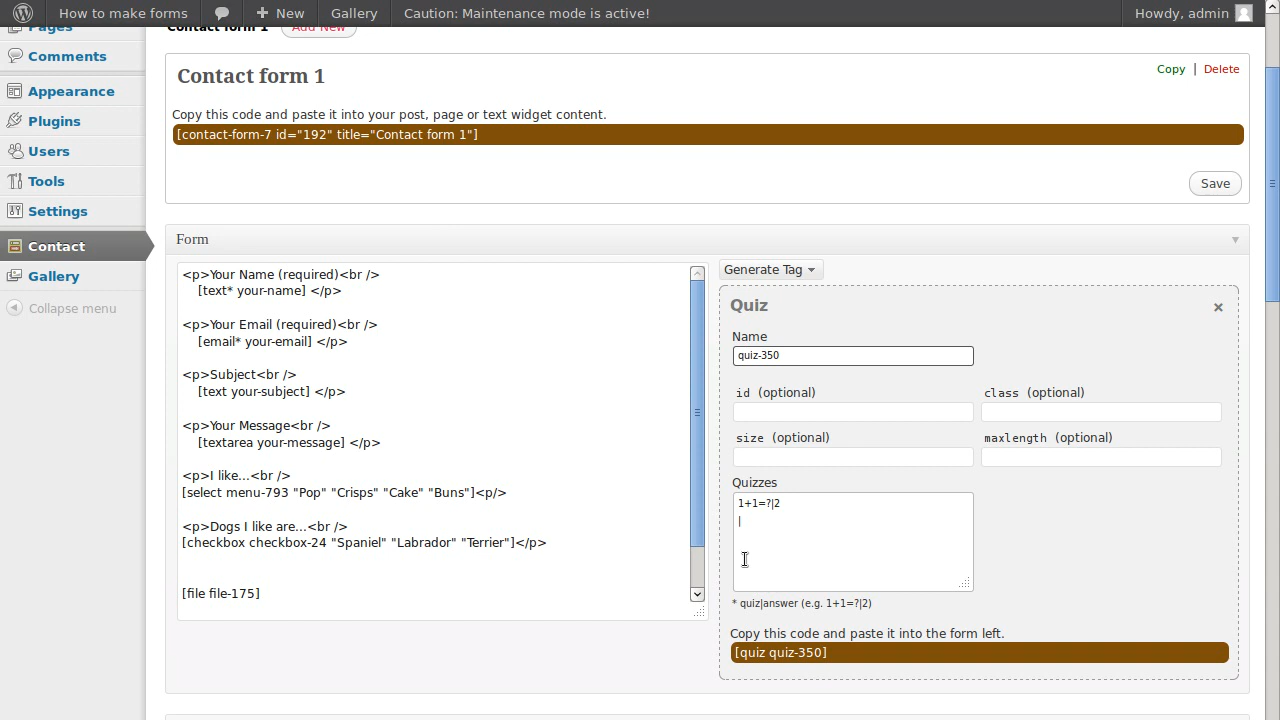 How to make forms
New
Gallery
Caution: Maintenance mode is active!
Howdy, admin
Pages
Comments
Appearance
Plugins
Users
Tools
Settings
Contact
Gallery
Collapse menu
Contact form 1
Add New
Contact form 1
Copy | Delete
Copy this code and paste it into your post, page or text widget content.
[contact-form-7 id="192" title="Contact form 1"]
Save
Form
<p>Your Name (required)<br />
[text* your-name] </p>
<p>Your Email (required)<br />
[email* your-email] </p>
<p>Subject<br />
[text your-subject] </p>
<p>Your Message<br />
[textarea your-message] </p>
<p>I like...<br />
[select menu-793 "Pop" "Crisps" "Cake" "Buns"]<p/>
<p>Dogs I like are...<br />
[checkbox checkbox-24 "Spaniel" "Labrador" "Terrier"]</p>
[file file-175]
Generate Tag
Quiz
Name
quiz-350
id (optional)
class (optional)
size (optional)
maxlength (optional)
Quizzes
1+1=?|2
* quiz|answer (e.g. 1+1=?|2)
Copy this code and paste it into the form left.
[quiz quiz-350]